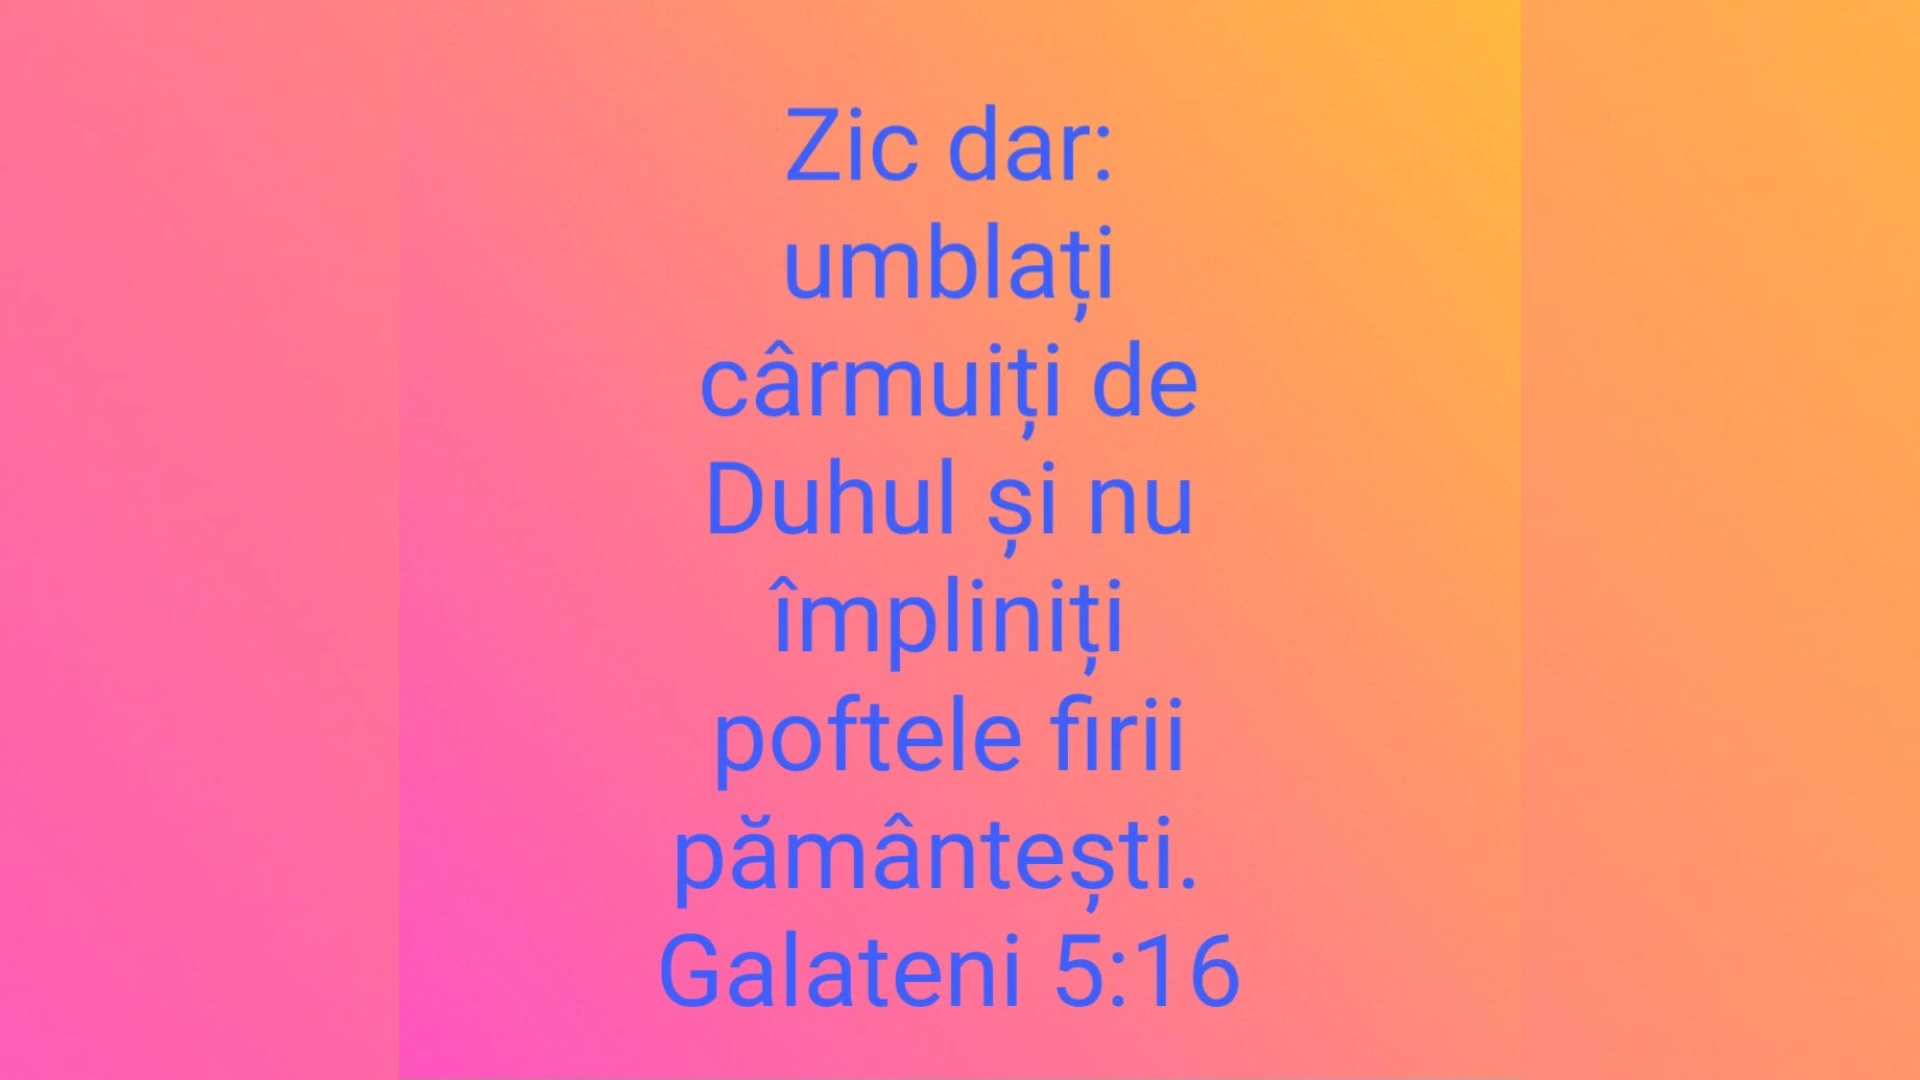 Zic dar:
umblați
cârmuiți de
Duhul și nu
împliniți
poftele firii
pământești.
Galateni 5:16